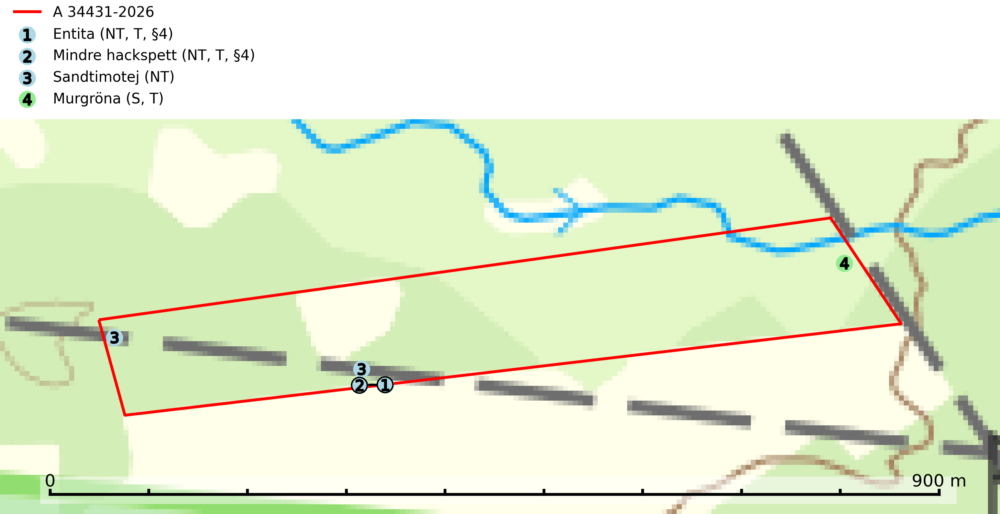 A 34431-2026
1 Entita (NT, T, §4)
2 Mindre hackspett (NT, T, §4)
3 Sandtimotej (NT)
4 Murgröna (S, T)
4
3
3
2 1
0 900 m